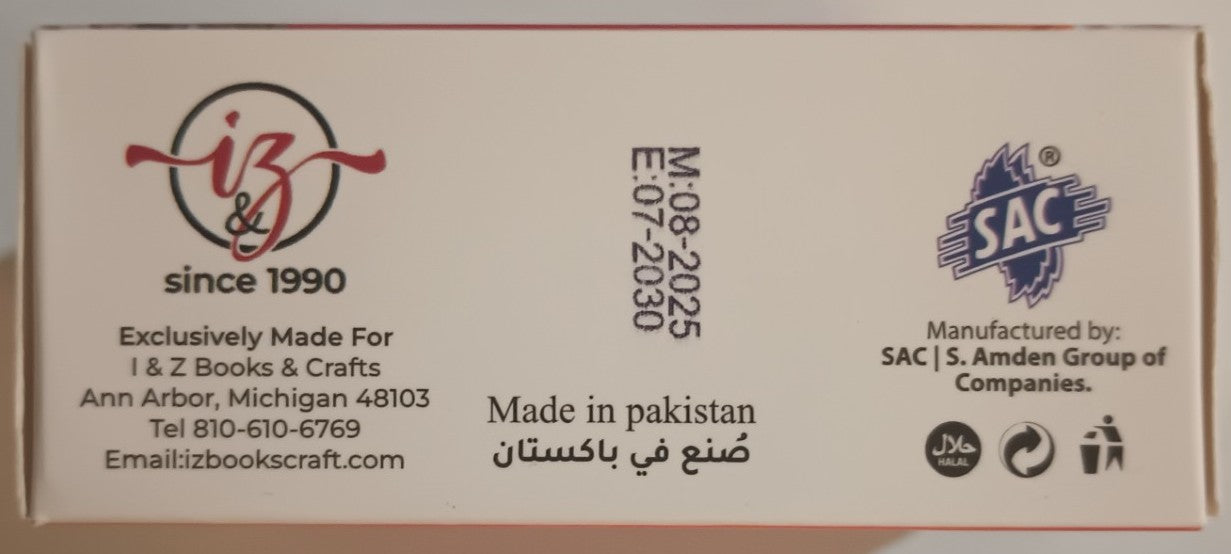 iz
&
since 1990
Exclusively Made For
I & Z Books & Crafts
Ann Arbor, Michigan 48103
Tel 810-610-6769
Email:izbookscraft.com
M:08-2025
E:07-2030
Made in pakistan
صُنع في باكستان
SAC®
Manufactured by:
SAC | S. Amden Group of
Companies.
حلال
HALAL